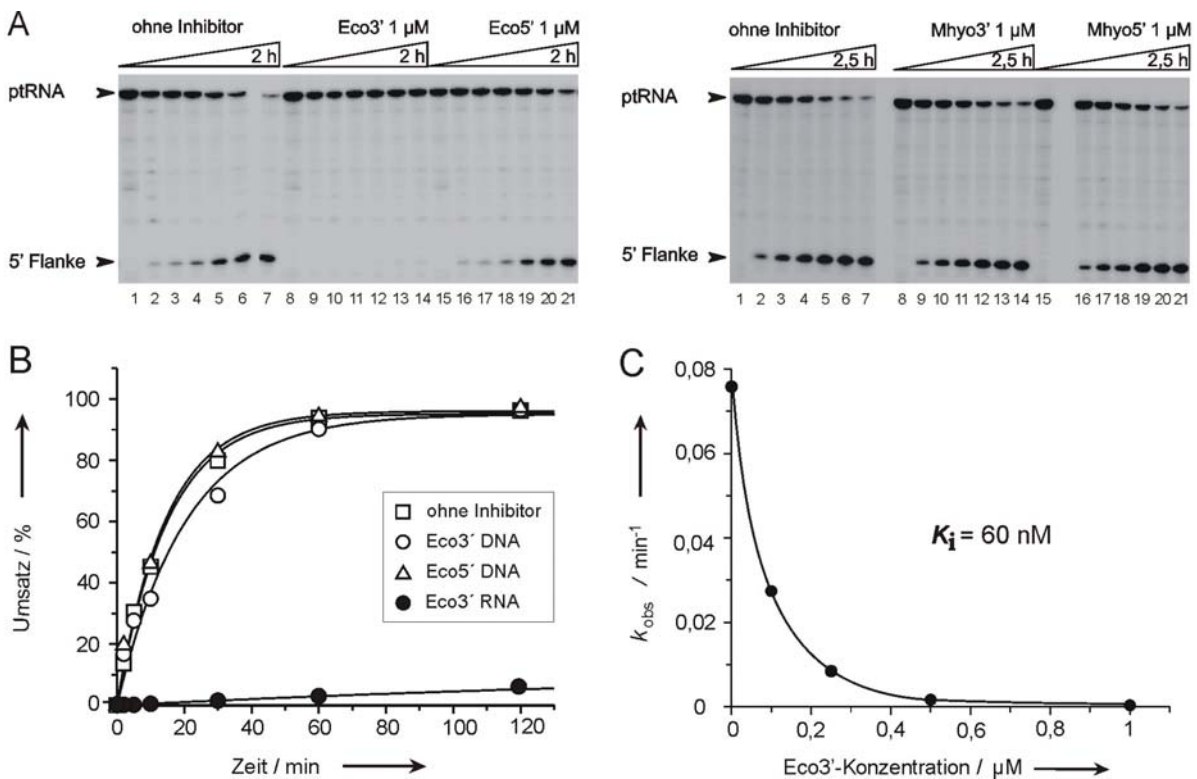 A
ohne Inhibitor Eco3' 1 µM Eco5' 1 µM
2 h 2 h 2 h
ptRNA
5' Flanke
1 2 3 4 5 6 7 8 9 10 11 12 13 14 15 16 17 18 19 20 21
ohne Inhibitor Mhyo3' 1 µM Mhyo5' 1 µM
2,5 h 2,5 h 2,5 h
ptRNA
5' Flanke
1 2 3 4 5 6 7 8 9 10 11 12 13 14 15 16 17 18 19 20 21
B
Umsatz / %
100
80
60
40
20
0
0 20 40 60 80 100 120
Zeit / min
ohne Inhibitor
Eco3´ DNA
Eco5´ DNA
Eco3´ RNA
C
kobs / min-1
0,08
0,06
0,04
0,02
0
0 0,2 0,4 0,6 0,8 1
Eco3'-Konzentration / µM
Ki = 60 nM